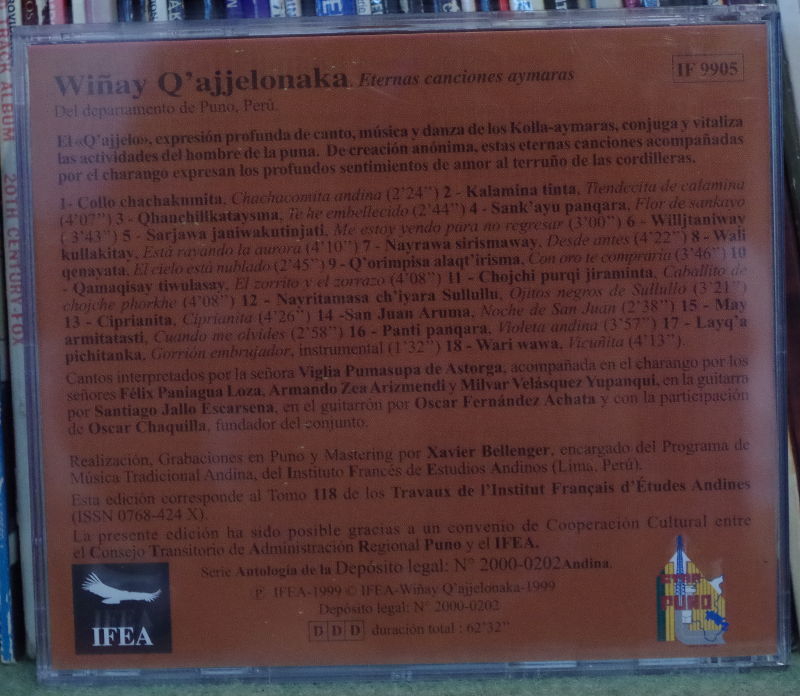 Wiñay Q'ajjelonaka. Eternas canciones aymaras
IF 9905
Del departamento de Puno, Perú.
El «Q'ajjelo», expresión profunda de canto, música y danza de los Kolla-aymaras, conjuga y vitaliza
las actividades del hombre de la puna. De creación anónima, estas eternas canciones acompañadas
por el charango expresan los profundos sentimientos de amor al terruño de las cordilleras.
1- Collo chachakumita, Chachacomita andina (2'24") 2 - Kalamina tinta, Tiendecita de calamina
(4'07") 3 - Qhanchillkataysma, Te he embellecido (2'44") 4 - Sank'ayu panqara, Flor de sankayo
( 3'43") 5 - Sarjawa janiwakutinjati, Me estoy yendo para no regresar (3'00") 6 - Willjtaniway
kullakitay, Está rayando la aurora (4'10") 7 - Nayrawa sirismaway, Desde antes (4'22") 8 - Wali
qenayata, El cielo está nublado (2'45") 9 - Q'orimpisa alaqt'irisma, Con oro te compraría (3'46") 10
- Qamaqisay tiwulasay, El zorrito y el zorrazo (4'08") 11 - Chojchi purqi jiraminta, Caballito de
chojche phorkhe (4'08") 12 - Nayritamasa ch'iyara Sullullu, Ojitos negros de Sullullo (3'21")
13 - Ciprianita, Ciprianita (4'26") 14 -San Juan Aruma, Noche de San Juan (2'38") 15 - May
armitatasti, Cuando me olvides (2'58") 16 - Panti panqara, Violeta andina (3'57") 17 - Layq'a
pichitanka, Gorrión embrujador, instrumental (1'32") 18 - Wari wawa, Vicuñita (4'13").
Cantos interpretados por la señora Viglia Pumasupa de Astorga, acompañada en el charango por los
señores Félix Paniagua Loza, Armando Zea Arizmendi y Milvar Velásquez Yupanqui, en la guitarra
por Santiago Jallo Escarsena, en el guitarrón por Oscar Fernández Achata y con la participación
de Oscar Chaquilla, fundador del conjunto.
Realización, Grabaciones en Puno y Mastering por Xavier Bellenger, encargado del Programa de
Música Tradicional Andina, del Instituto Francés de Estudios Andinos (Lima, Perú).
Esta edición corresponde al Tomo 118 de los Travaux de l'Institut Français d'Études Andines
(ISSN 0768-424 X).
La presente edición ha sido posible gracias a un convenio de Cooperación Cultural entre
el Consejo Transitorio de Administración Regional Puno y el IFEA.
Serie Antología de la Depósito legal: N° 2000-0202Andina.
Ⓟ IFEA-1999 © IFEA-Wiñay Q'ajjelonaka-1999
Depósito legal: N° 2000-0202
DDD duración total : 62'32"
IFEA
CTAR
PUNO
ALBUM 20TH CENTURY FOX